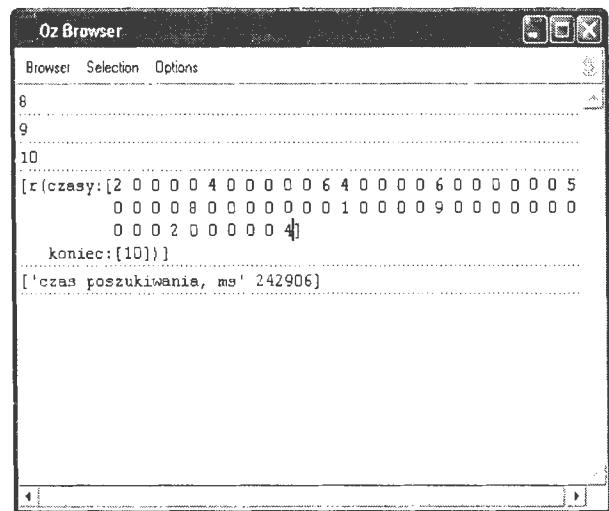 Oz Browser
Browser Selection Options
8
9
10
[r(czasy:[2 0 0 0 0 4 0 0 0 0 0 6 4 0 0 0 0 6 0 0 0 0 0 0 5
0 0 0 0 8 0 0 0 0 0 0 0 1 0 0 0 0 9 0 0 0 0 0 0 0
0 0 0 2 0 0 0 0 0 4]
koniec:[10])]
['czas poszukiwania, ms' 242906]